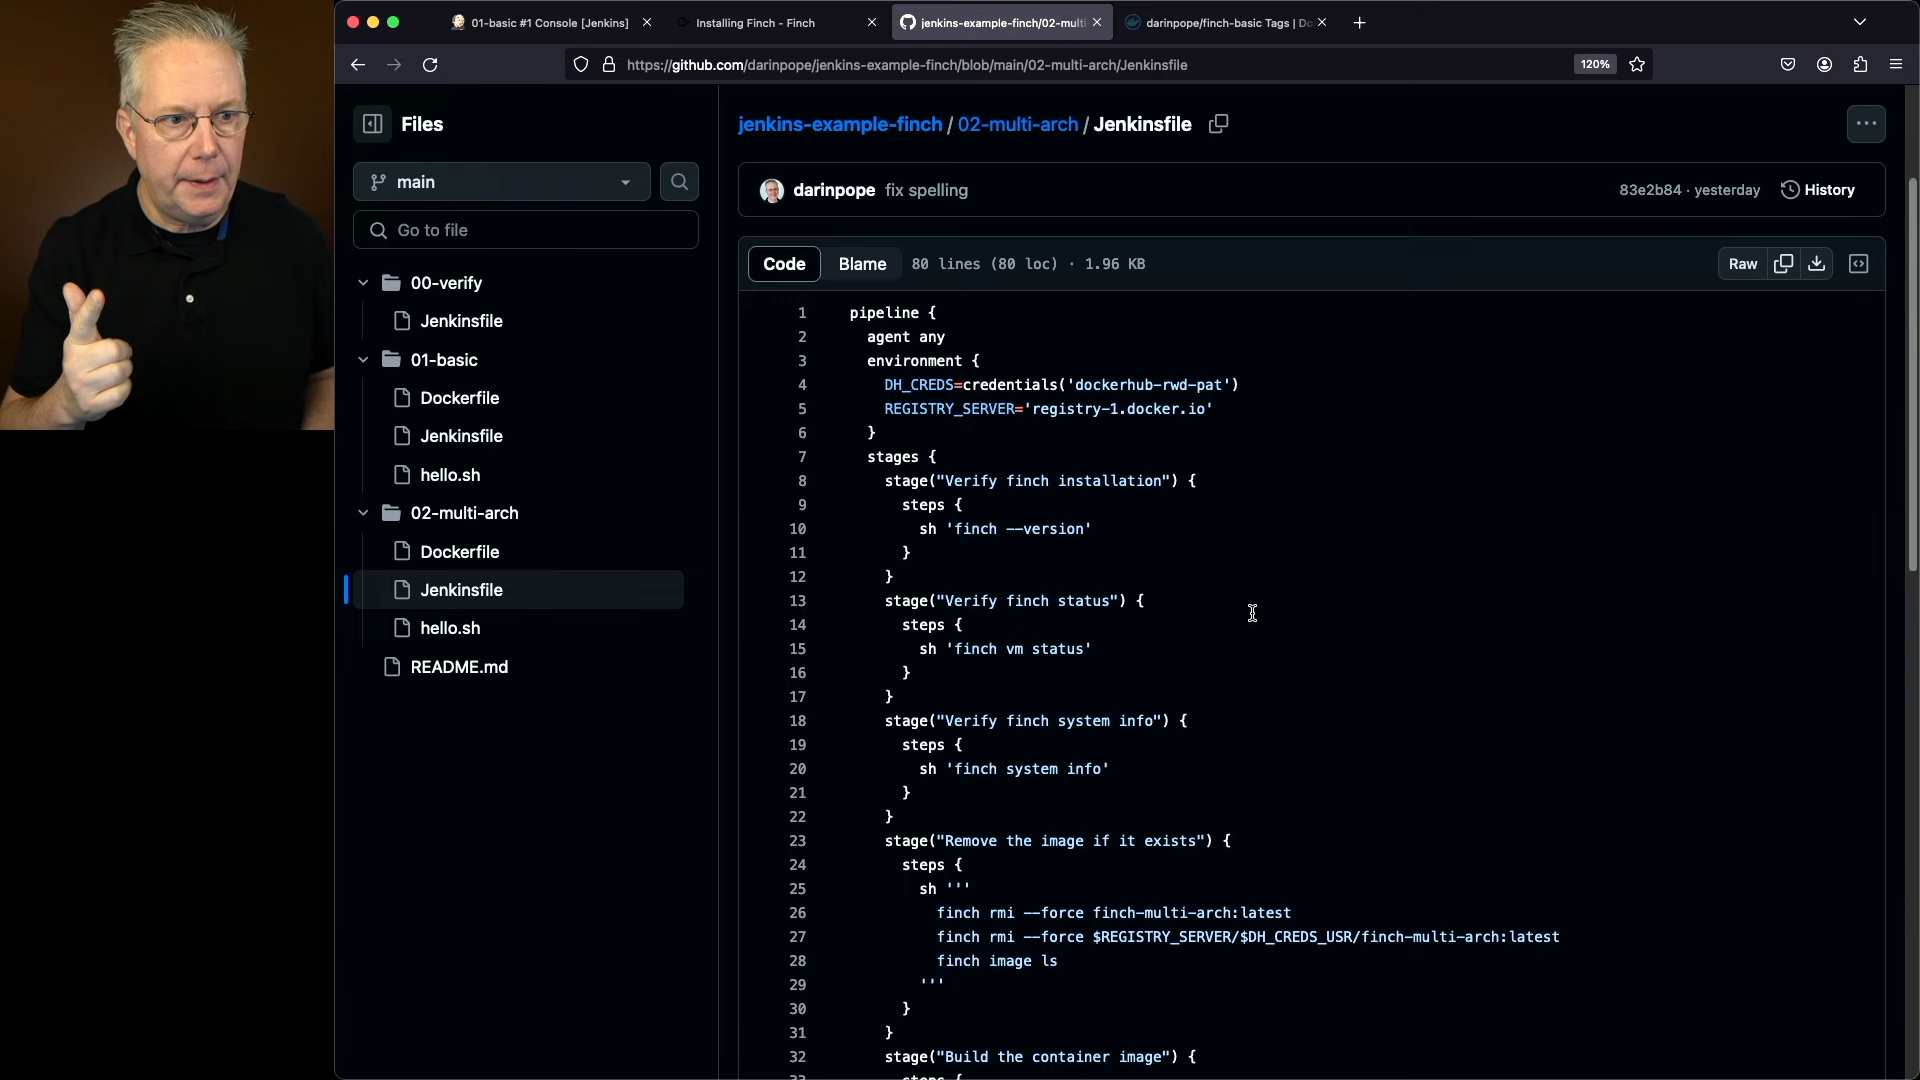 01-basic #1 Console [Jenkins]
Installing Finch - Finch
jenkins-example-finch/02-mult
darinpope/finch-basic Tags | Do
https://github.com/darinpope/jenkins-example-finch/blob/main/02-multi-arch/Jenkinsfile
120%
Files
main
Go to file
00-verify
Jenkinsfile
01-basic
Dockerfile
Jenkinsfile
hello.sh
02-multi-arch
Dockerfile
Jenkinsfile
hello.sh
README.md
jenkins-example-finch / 02-multi-arch / Jenkinsfile
darinpope fix spelling
83e2b84 · yesterday
History
Code
Blame
80 lines (80 loc) · 1.96 KB
Raw
1 pipeline {
2 agent any
3 environment {
4 DH_CREDS=credentials('dockerhub-rwd-pat')
5 REGISTRY_SERVER='registry-1.docker.io'
6 }
7 stages {
8 stage("Verify finch installation") {
9 steps {
10 sh 'finch --version'
11 }
12 }
13 stage("Verify finch status") {
14 steps {
15 sh 'finch vm status'
16 }
17 }
18 stage("Verify finch system info") {
19 steps {
20 sh 'finch system info'
21 }
22 }
23 stage("Remove the image if it exists") {
24 steps {
25 sh '''
26 finch rmi --force finch-multi-arch:latest
27 finch rmi --force $REGISTRY_SERVER/$DH_CREDS_USR/finch-multi-arch:latest
28 finch image ls
29 '''
30 }
31 }
32 stage("Build the container image") {
33 steps {